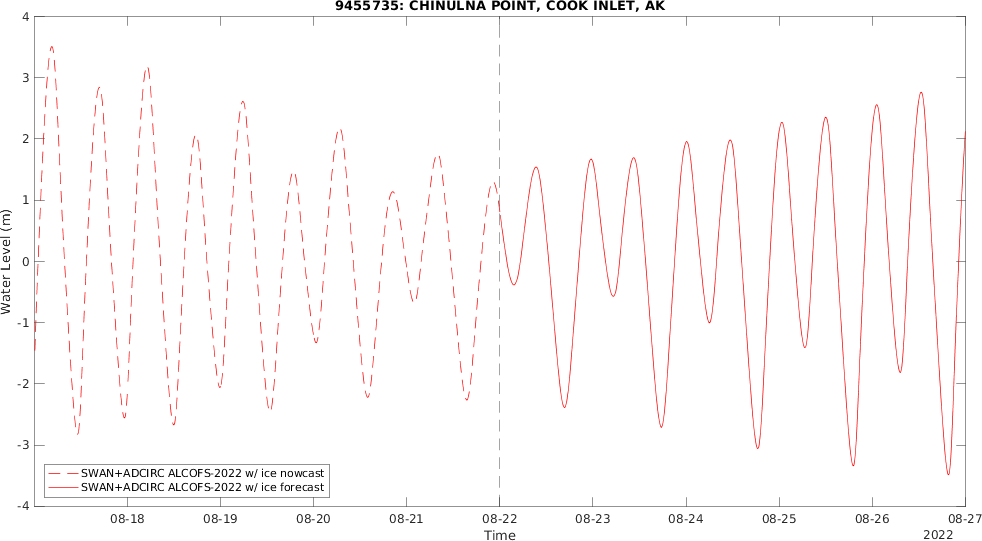 9455735: CHINULNA POINT, COOK INLET, AK
4
3
2
1
0
-1
-2
-3
-4
Water Level (m)
SWAN+ADCIRC ALCOFS-2022 w/ ice nowcast
SWAN+ADCIRC ALCOFS-2022 w/ ice forecast
08-18 08-19 08-20 08-21 08-22 08-23 08-24 08-25 08-26 08-27
Time
2022